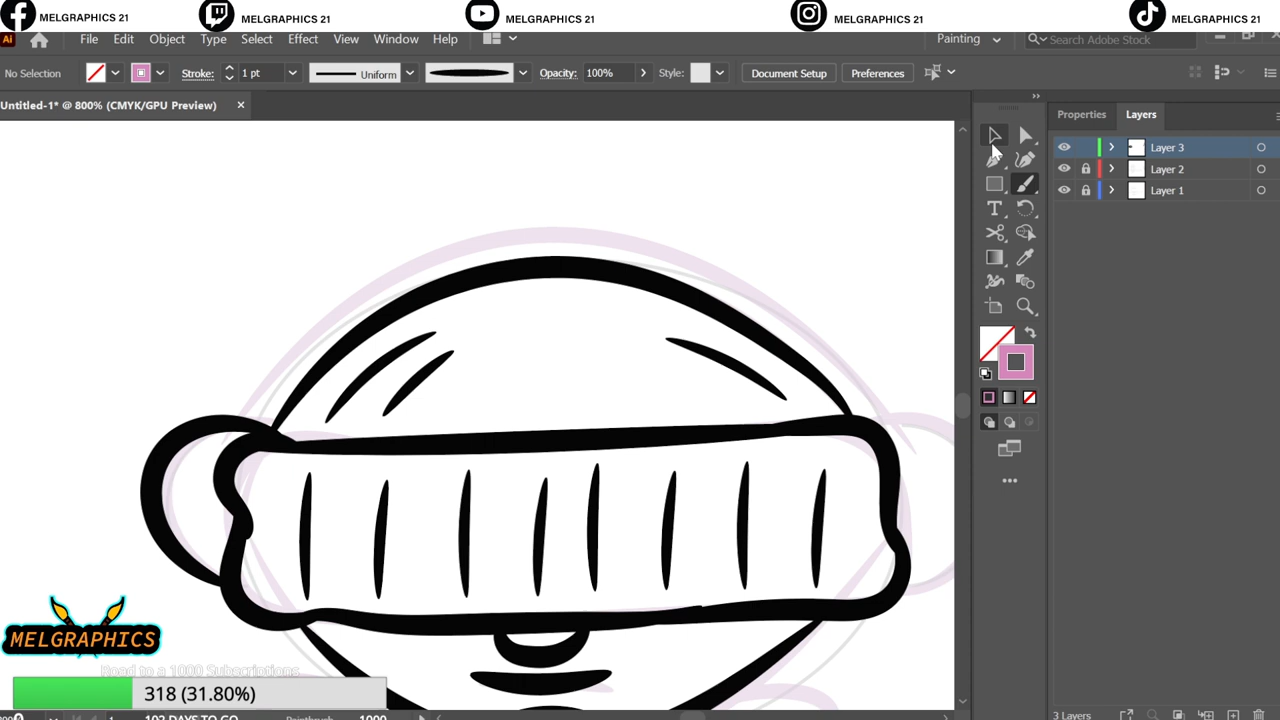 MELGRAPHICS 21 MELGRAPHICS 21 MELGRAPHICS 21 MELGRAPHICS 21 MELGRAPHICS 21
Ai File Edit Object Type Select Effect View Window Help Painting Search Adobe Stock
No Selection Stroke: 1 pt Uniform Opacity: 100% Style: Document Setup Preferences
Untitled-1* @ 800% (CMYK/GPU Preview) ×
Properties Layers
Layer 3
Layer 2
Layer 1
MELGRAPHICS
Road to a 1000 Subscriptions
318 (31.80%)
102 DAYS TO GO Paintbrush 1000 3 Layers